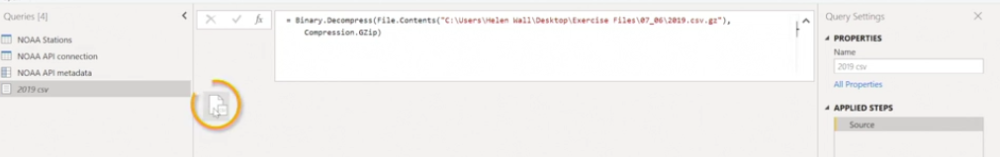 Queries [4]
NOAA Stations
NOAA API connection
NOAA API metadata
2019 csv
fx
= Binary.Decompress(File.Contents("C:\Users\Helen Wall\Desktop\Exercise Files\07_06\2019.csv.gz"),
Compression.GZip)
Query Settings
PROPERTIES
Name
2019 csv
All Properties
APPLIED STEPS
Source